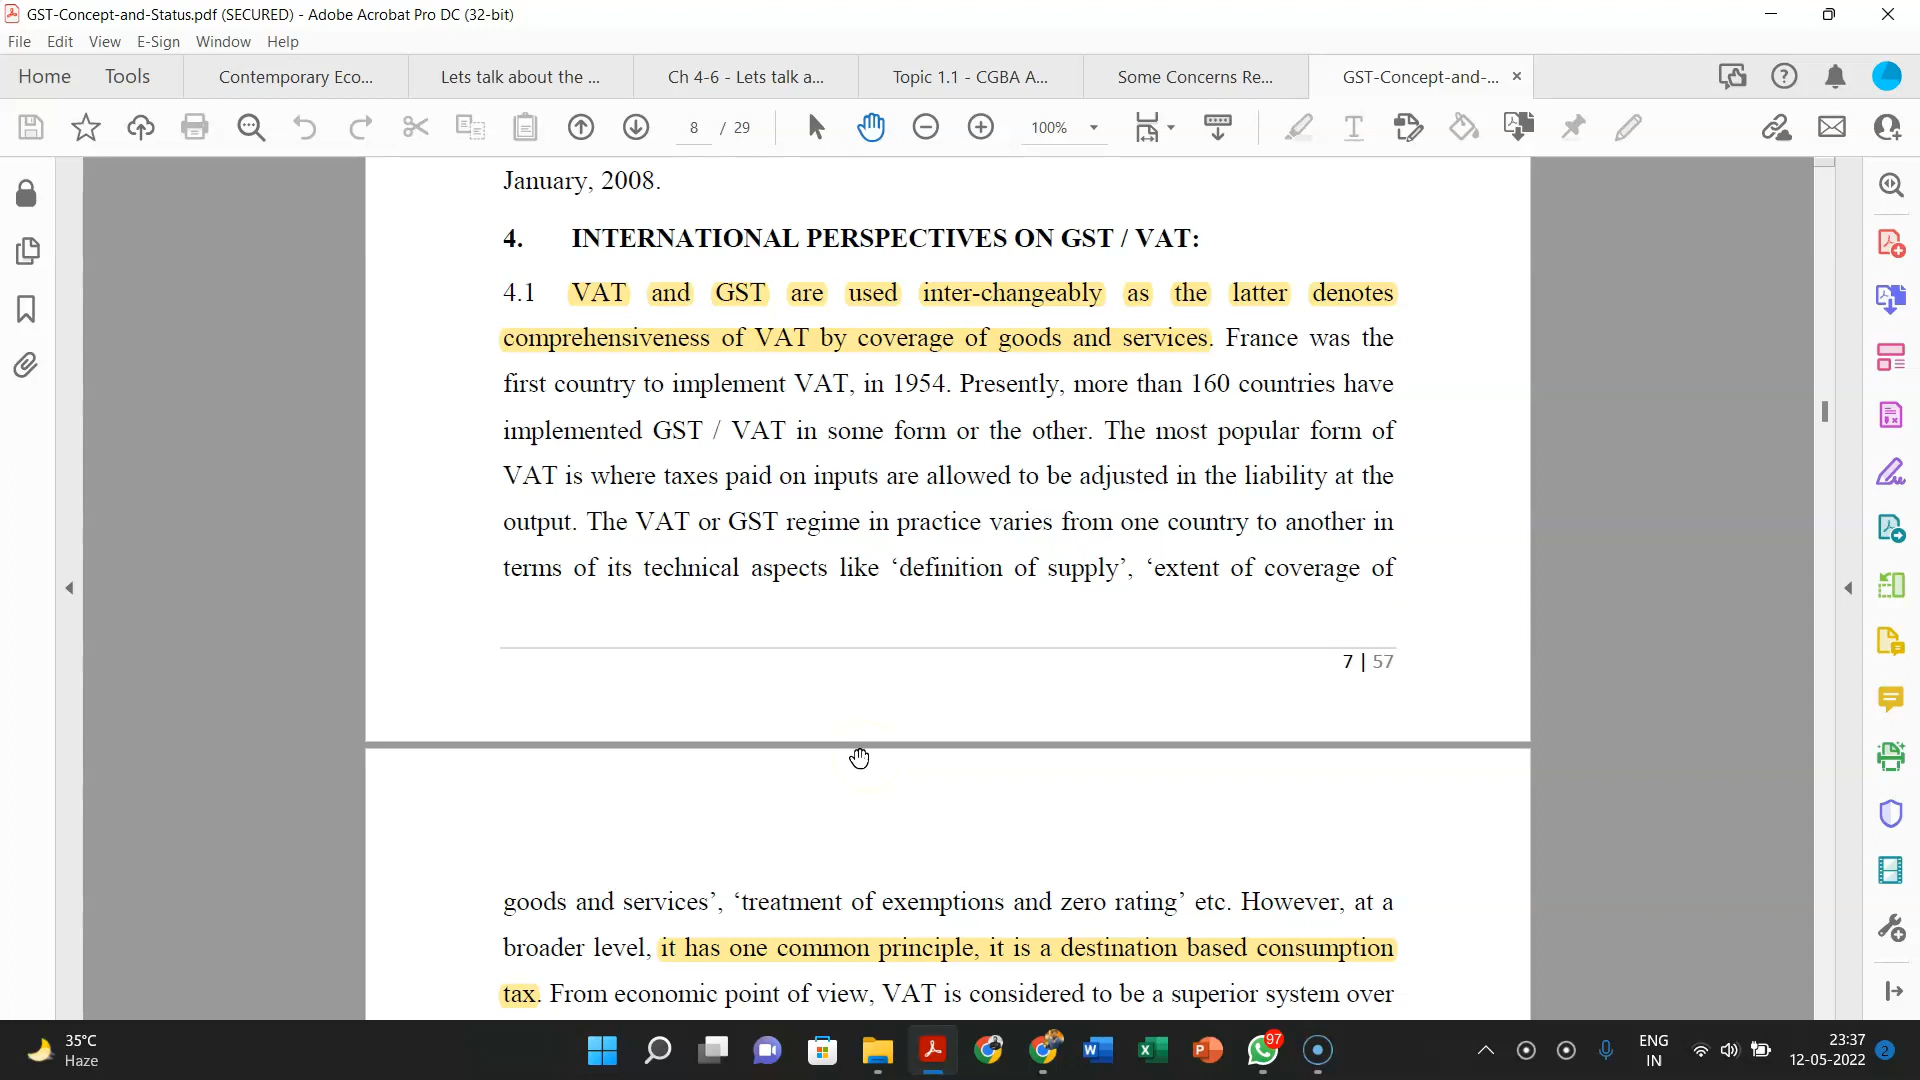 GST-Concept-and-Status.pdf (SECURED) - Adobe Acrobat Pro DC (32-bit)
File Edit View E-Sign Window Help
Home Tools Contemporary Eco... Lets talk about the ... Ch 4-6 - Lets talk a... Topic 1.1 - CGBA A... Some Concerns Re... GST-Concept-and-... ×
8 / 29 100%
January, 2008.
4. INTERNATIONAL PERSPECTIVES ON GST / VAT:
4.1 VAT and GST are used inter-changeably as the latter denotes
comprehensiveness of VAT by coverage of goods and services. France was the
first country to implement VAT, in 1954. Presently, more than 160 countries have
implemented GST / VAT in some form or the other. The most popular form of
VAT is where taxes paid on inputs are allowed to be adjusted in the liability at the
output. The VAT or GST regime in practice varies from one country to another in
terms of its technical aspects like ‘definition of supply’, ‘extent of coverage of
7 | 57
goods and services’, ‘treatment of exemptions and zero rating’ etc. However, at a
broader level, it has one common principle, it is a destination based consumption
tax. From economic point of view, VAT is considered to be a superior system over
35°C
Haze
97
ENG
IN
23:37
12-05-2022
2